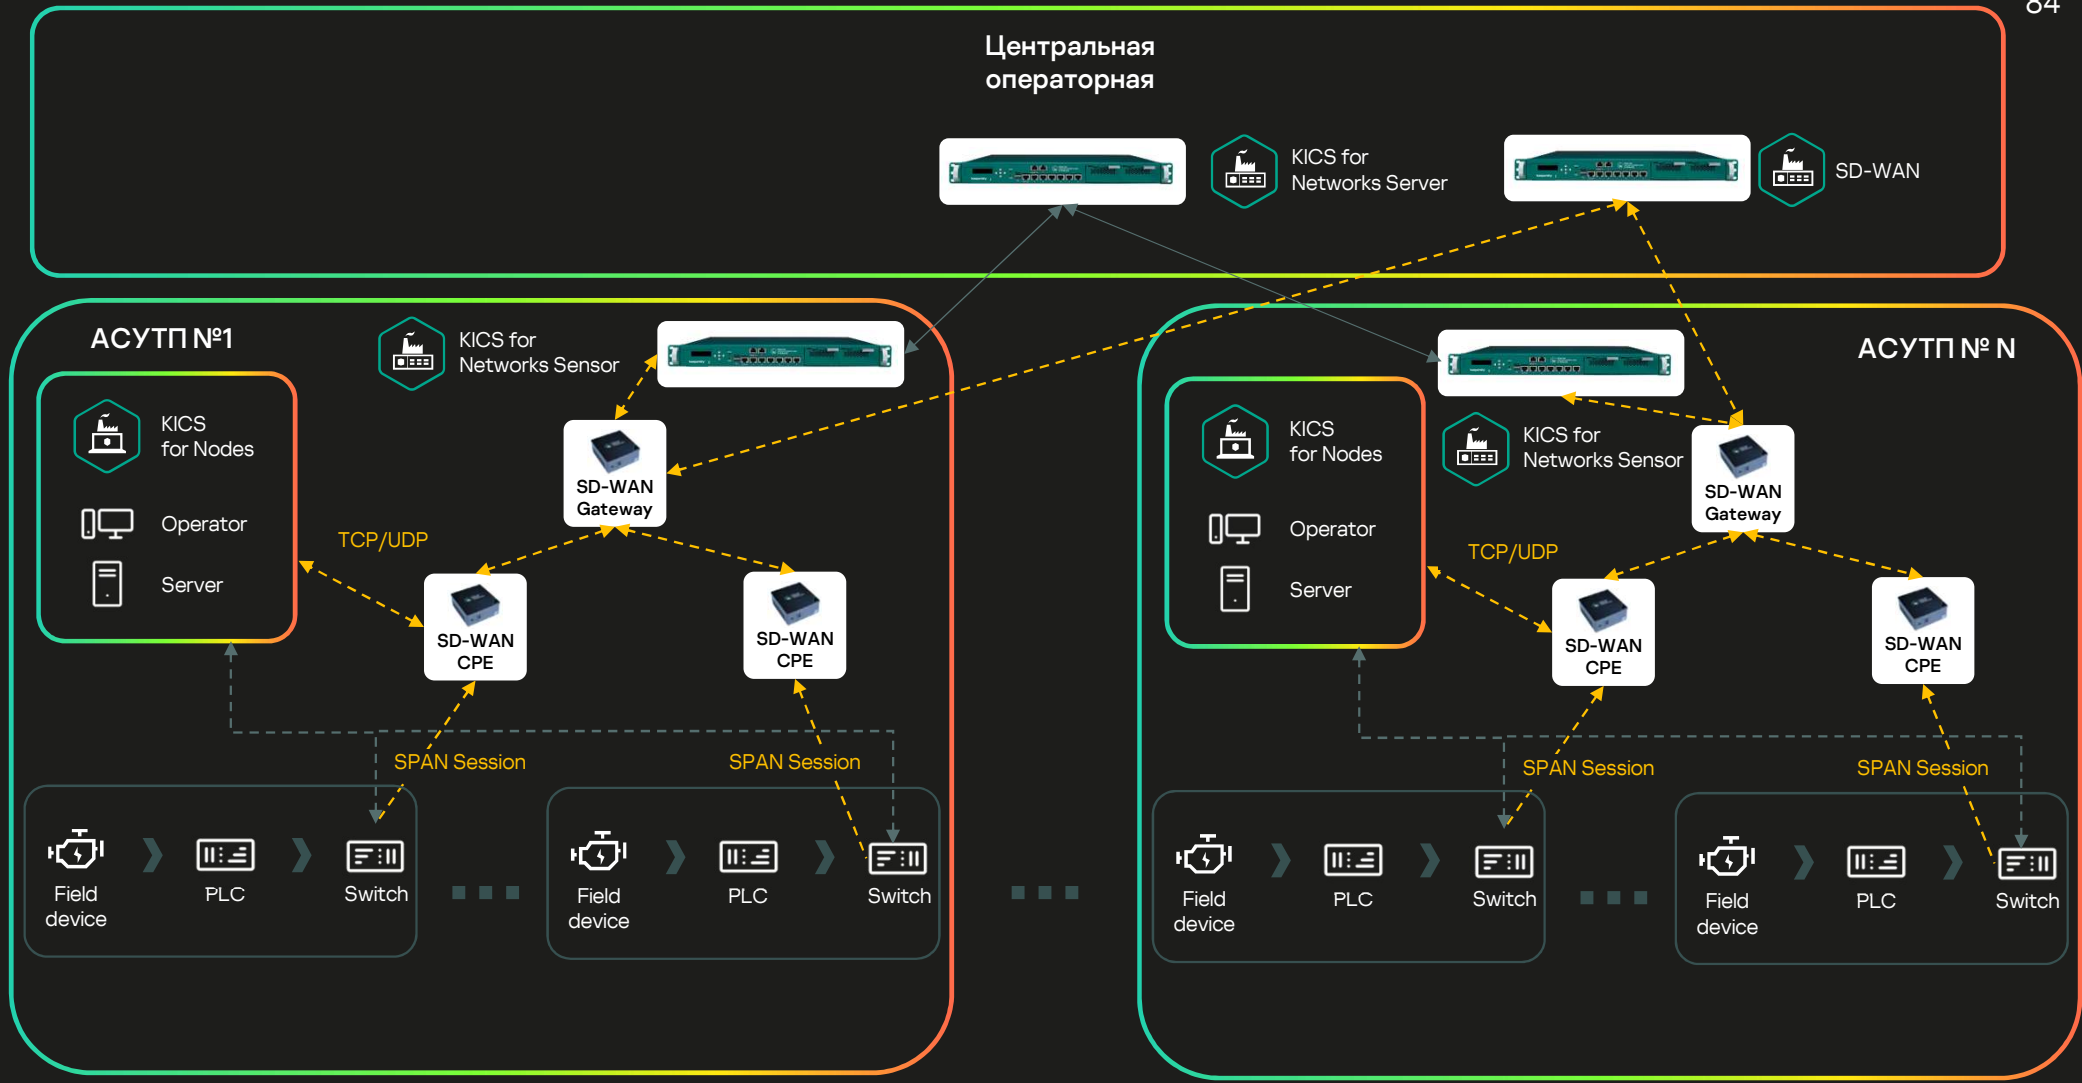 84
Центральная
операторная
KICS for
Networks Server
SD-WAN
АСУТП №1
KICS for
Networks Sensor
KICS
for Nodes
Operator
Server
TCP/UDP
SD-WAN
Gateway
SD-WAN
CPE
SD-WAN
CPE
SPAN Session
SPAN Session
Field
device
PLC
Switch
Field
device
PLC
Switch
АСУТП № N
KICS
for Nodes
Operator
Server
KICS for
Networks Sensor
TCP/UDP
SD-WAN
Gateway
SD-WAN
CPE
SD-WAN
CPE
SPAN Session
SPAN Session
Field
device
PLC
Switch
Field
device
PLC
Switch